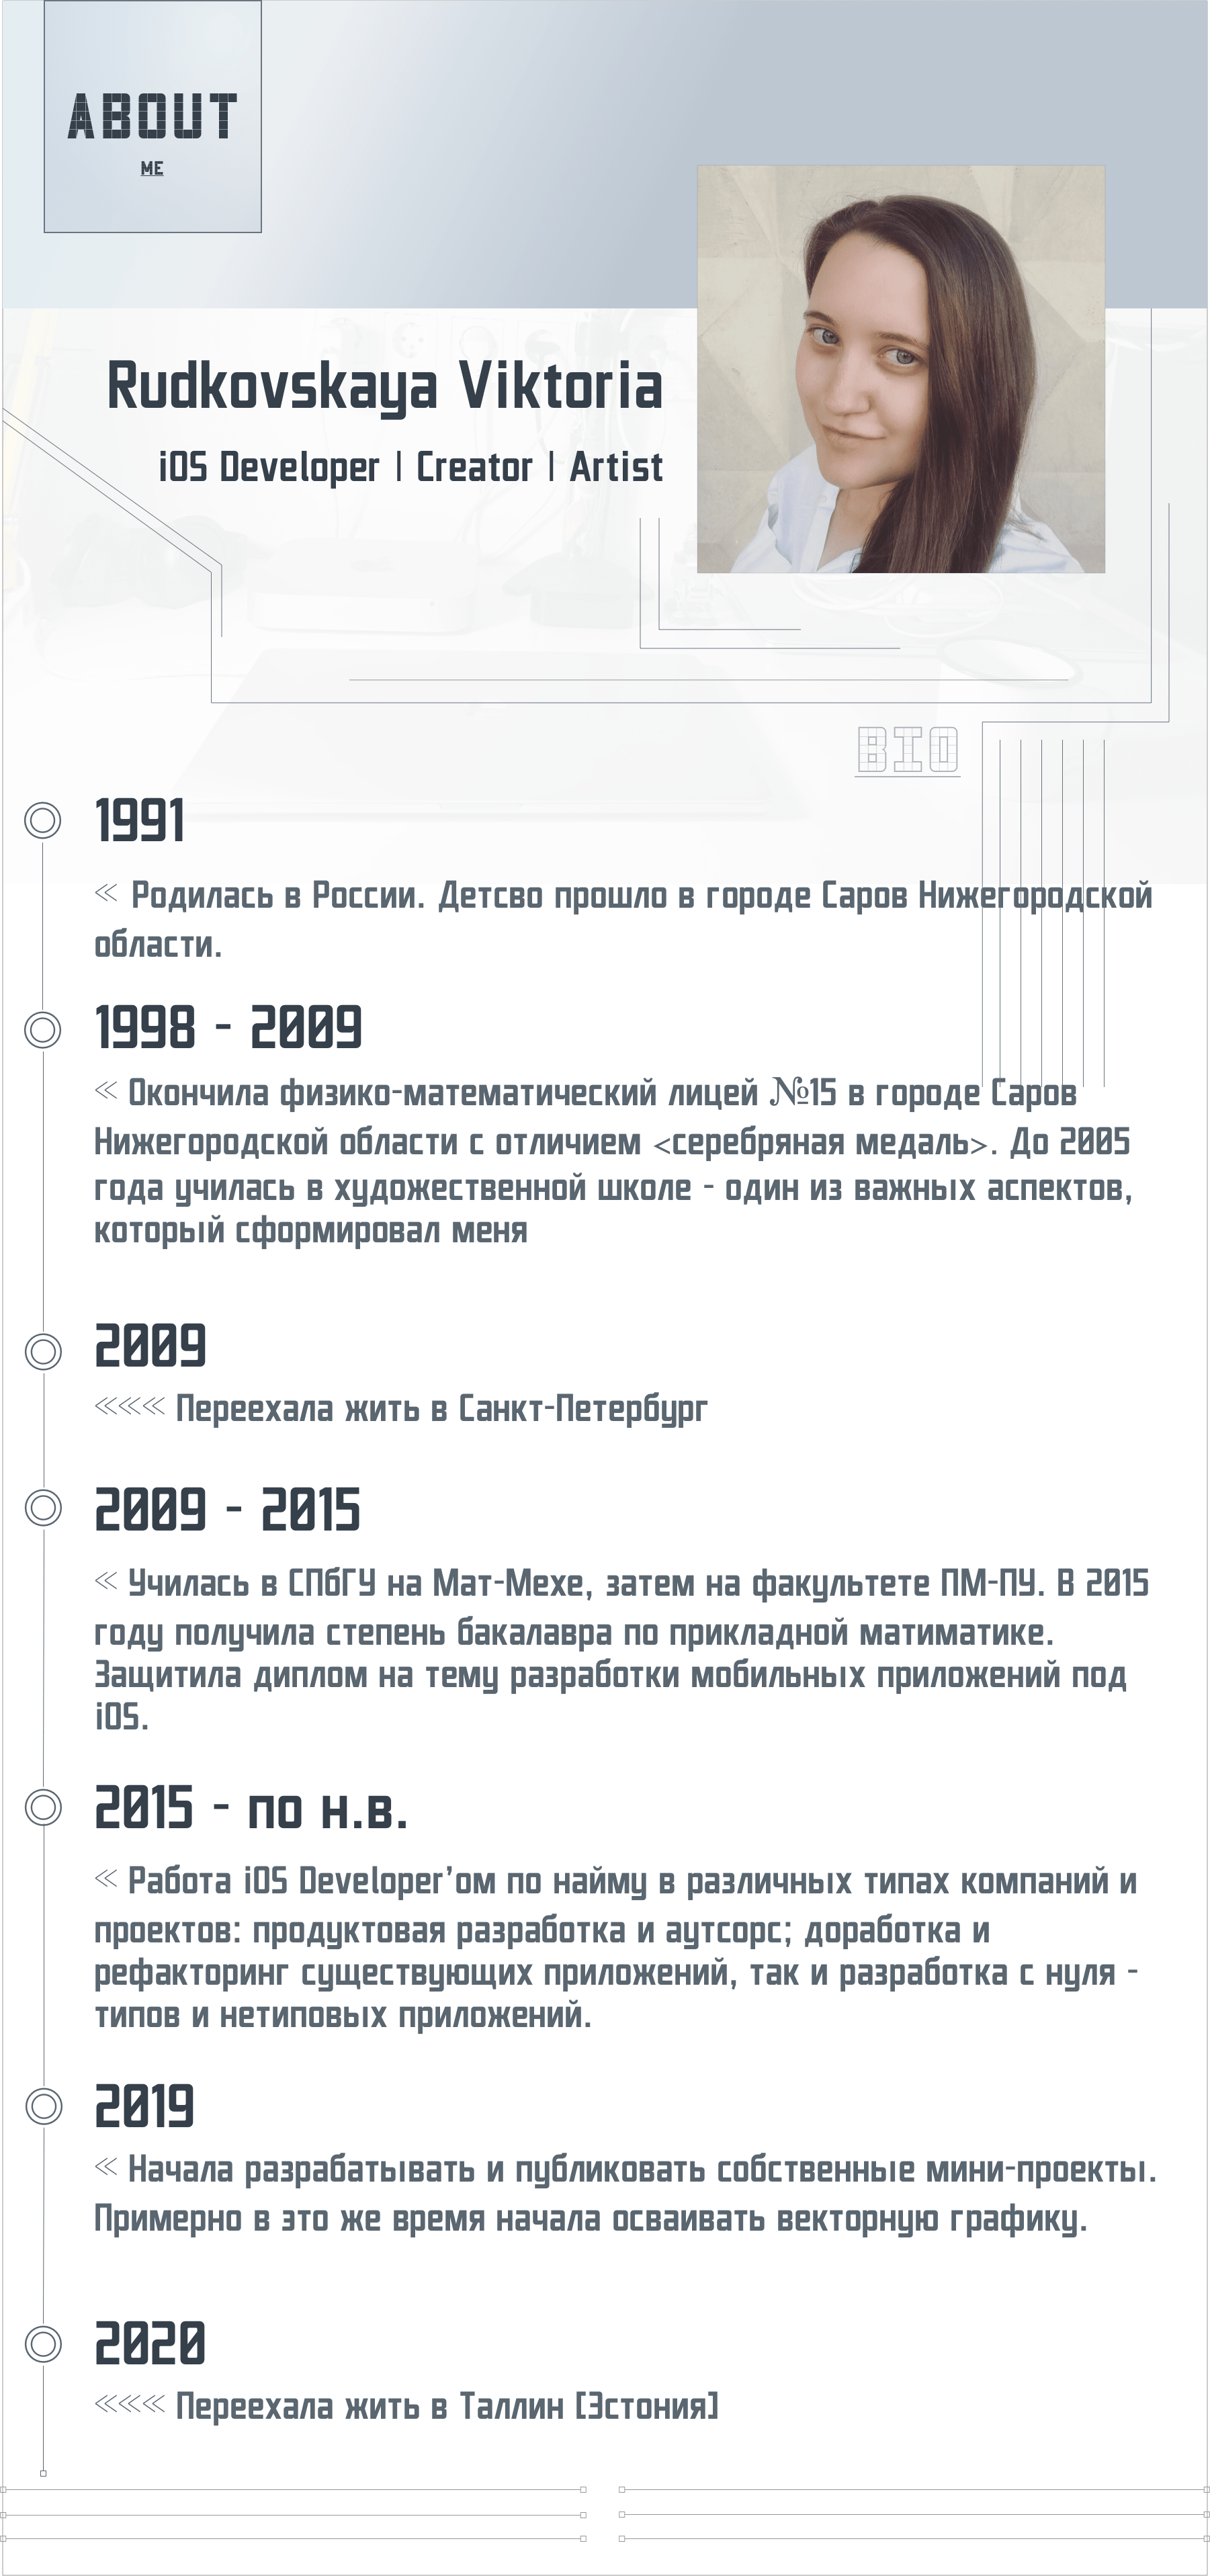 ABOUT
ME
Rudkovskaya Viktoria
iOS Developer | Creator | Artist
BIO
1991
« Родилась в России. Детсво прошло в городе Саров Нижегородской
области.
1998 - 2009
« Окончила физико-математический лицей №15 в городе Саров
Нижегородской области с отличием <серебряная медаль>. До 2005
года училась в художественной школе - один из важных аспектов,
который сформировал меня
2009
««« Переехала жить в Санкт-Петербург
2009 - 2015
« Училась в СПбГУ на Мат-Мехе, затем на факультете ПМ-ПУ. В 2015
году получила степень бакалавра по прикладной матиматике.
Защитила диплом на тему разработки мобильных приложений под
iOS.
2015 - по н.в.
« Работа iOS Developer’ом по найму в различных типах компаний и
проектов: продуктовая разработка и аутсорс; доработка и
рефакторинг существующих приложений, так и разработка с нуля -
типов и нетиповых приложений.
2019
« Начала разрабатывать и публиковать собственные мини-проекты.
Примерно в это же время начала осваивать векторную графику.
2020
««« Переехала жить в Таллин [Эстония]